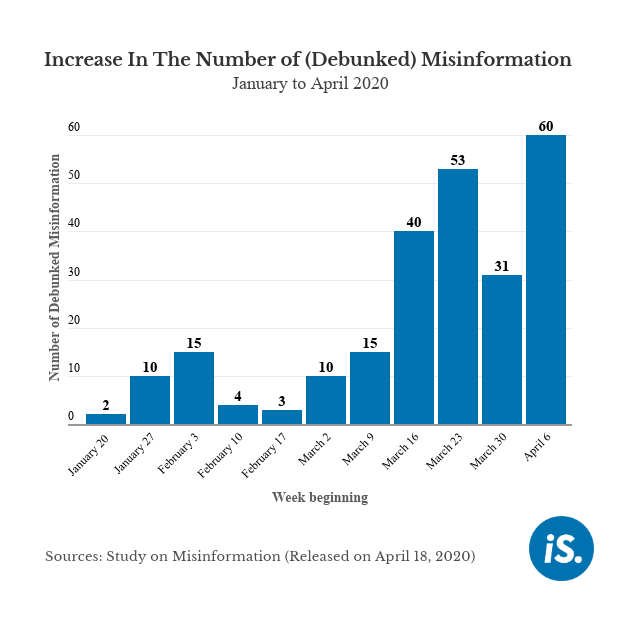 Increase In The Number of (Debunked) Misinformation
January to April 2020
Number of Debunked Misinformation
60
50
40
30
20
10
0
2
10
15
4
3
10
15
40
53
31
60
January 20
January 27
February 3
February 10
February 17
March 2
March 9
March 16
March 23
March 30
April 6
Week beginning
Sources: Study on Misinformation (Released on April 18, 2020)
iS.